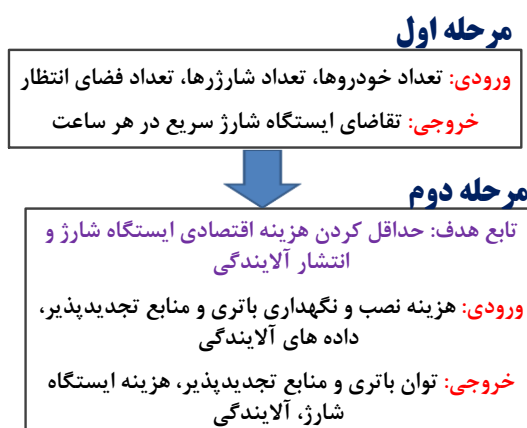 مرحله اول
ورودی: تعداد خودروها، تعداد شارژرها، تعداد فضای انتظار
خروجی: تقاضای ایستگاه شارژ سریع در هر ساعت
مرحله دوم
تابع هدف: حداقل کردن هزینه اقتصادی ایستگاه شارژ و
انتشار آلایندگی
ورودی: هزینه نصب و نگهداری باتری و منابع تجدیدپذیر،
داده های آلایندگی
خروجی: توان باتری و منابع تجدیدپذیر، هزینه ایستگاه
شارژ، آلایندگی